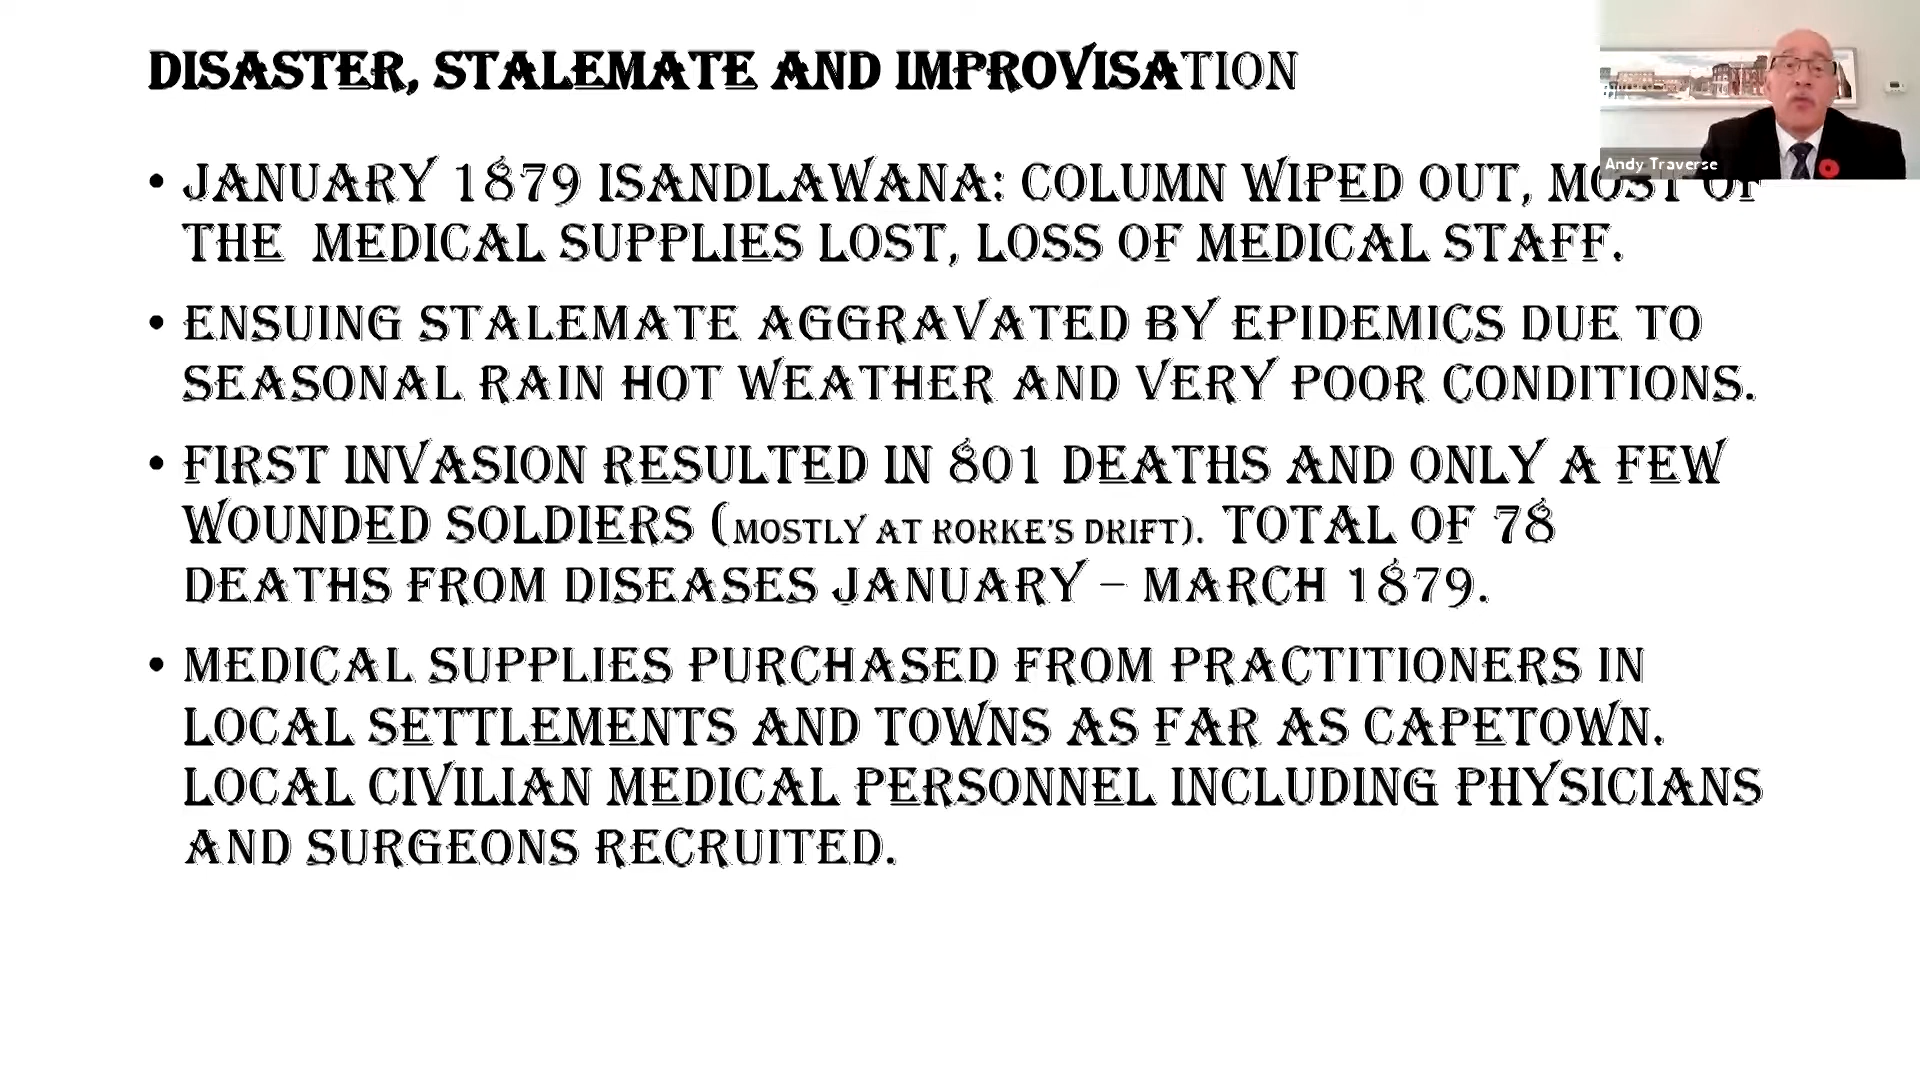 DISASTER, STALEMATE AND IMPROVISATION
Andy Traverse
• JANUARY 1879 ISANDLAWANA: COLUMN WIPED OUT, MOST OF
THE MEDICAL SUPPLIES LOST, LOSS OF MEDICAL STAFF.
• ENSUING STALEMATE AGGRAVATED BY EPIDEMICS DUE TO
SEASONAL RAIN HOT WEATHER AND VERY POOR CONDITIONS.
• FIRST INVASION RESULTED IN 801 DEATHS AND ONLY A FEW
WOUNDED SOLDIERS (MOSTLY AT RORKE'S DRIFT). TOTAL OF 78
DEATHS FROM DISEASES JANUARY – MARCH 1879.
• MEDICAL SUPPLIES PURCHASED FROM PRACTITIONERS IN
LOCAL SETTLEMENTS AND TOWNS AS FAR AS CAPETOWN.
LOCAL CIVILIAN MEDICAL PERSONNEL INCLUDING PHYSICIANS
AND SURGEONS RECRUITED.